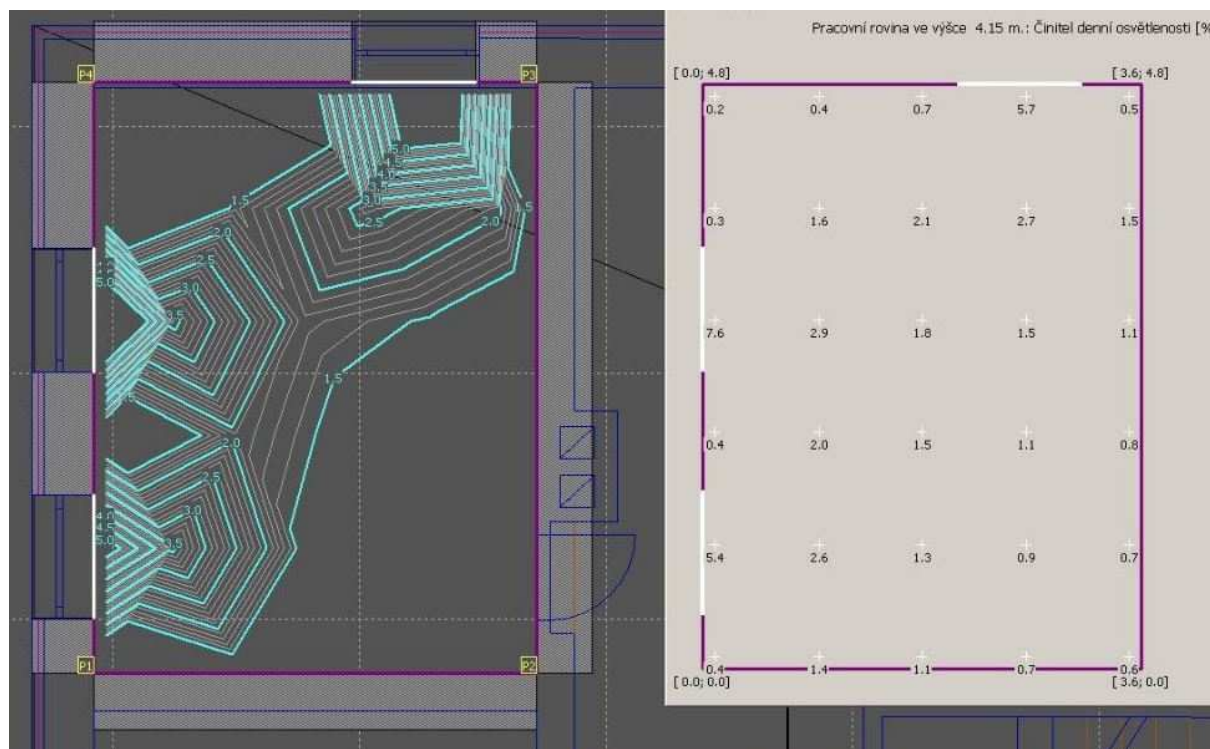 Pracovní rovina ve výšce 4.15 m.: Činitel denní osvětlenosti [%
[ 0.0; 4.8] [ 3.6; 4.8]
0.2 0.4 0.7 5.7 0.5
0.3 1.6 2.1 2.7 1.5
7.6 2.9 1.8 1.5 1.1
0.4 2.0 1.5 1.1 0.8
5.4 2.6 1.3 0.9 0.7
0.4 1.4 1.1 0.7 0.6
[ 0.0; 0.0] [ 3.6; 0.0]
P4 P3
5.0
4.0
3.0
2.5 2.0 1.5
1.5
2.0
2.5
5.0 3.0
3.5
1.5
2.0
2.5
3.0
4.5
5.0 3.5
P1 P2